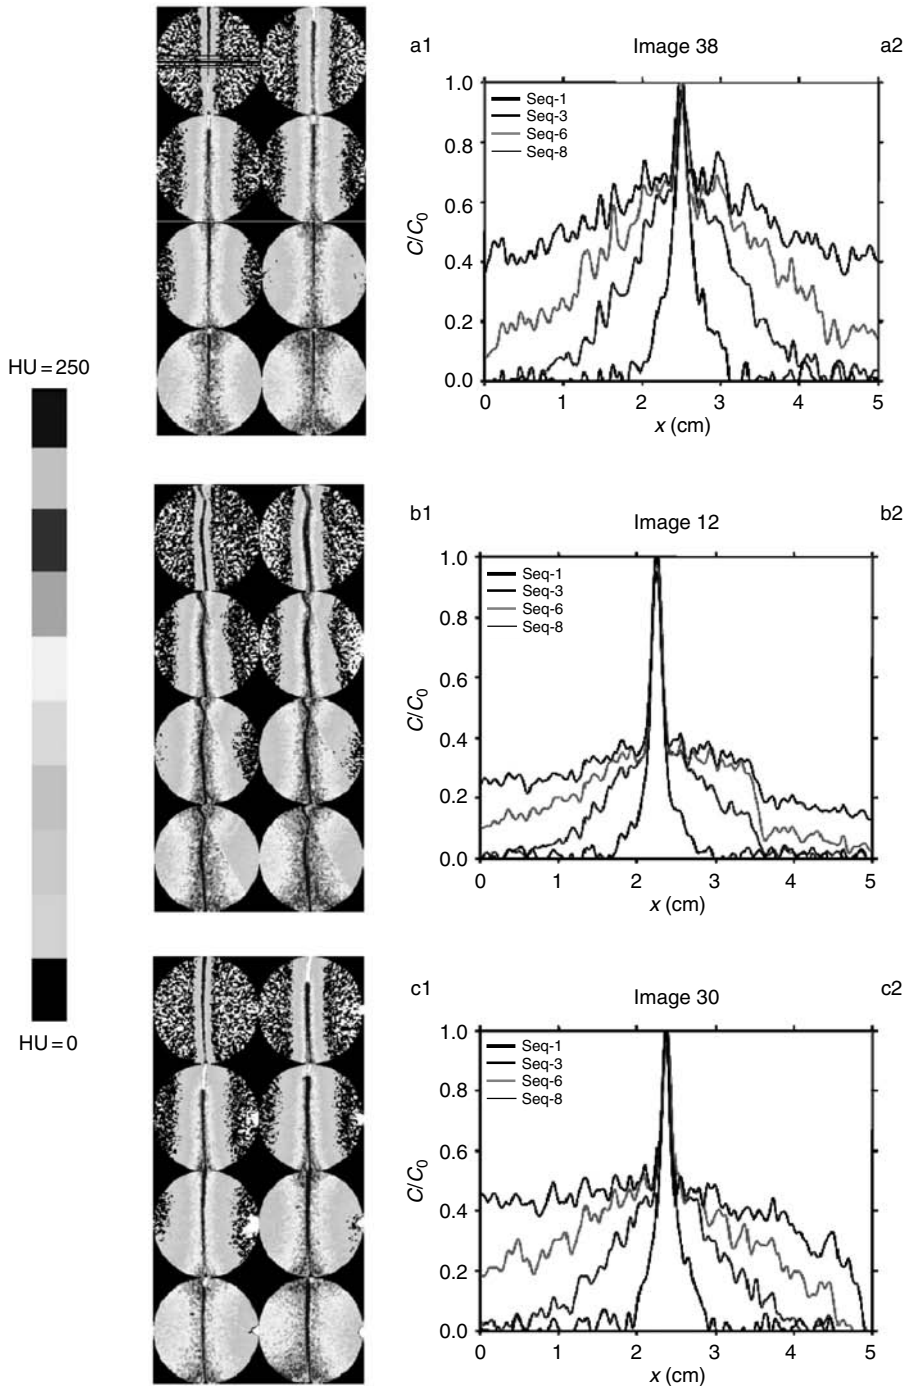 a1
Image 38
a2
1.0
0.8
0.6
0.4
0.2
0.0
C/C₀
Seq-1
Seq-3
Seq-6
Seq-8
0
1
2
3
4
5
x (cm)
HU = 250
HU = 0
b1
Image 12
b2
1.0
0.8
0.6
0.4
0.2
0.0
C/C₀
Seq-1
Seq-3
Seq-6
Seq-8
0
1
2
3
4
5
x (cm)
c1
Image 30
c2
1.0
0.8
0.6
0.4
0.2
0.0
C/C₀
Seq-1
Seq-3
Seq-6
Seq-8
0
1
2
3
4
5
x (cm)